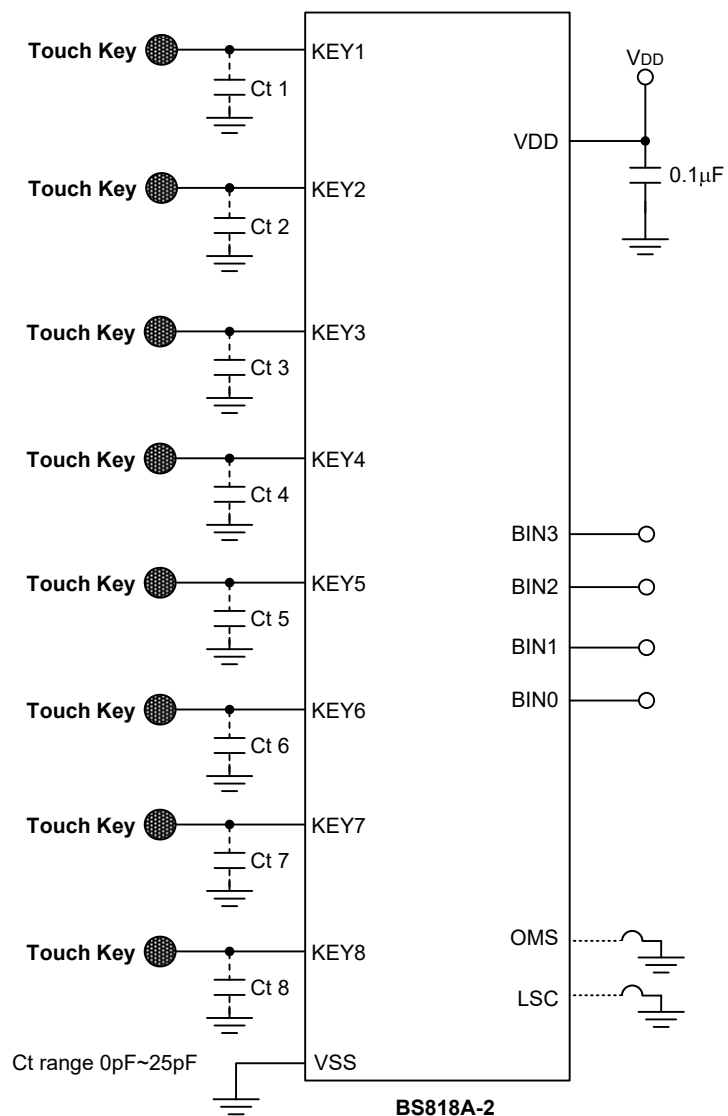 Touch Key KEY1
Ct 1
VDD
VDD
0.1μF
Touch Key KEY2
Ct 2
Touch Key KEY3
Ct 3
Touch Key KEY4
Ct 4
BIN3
Touch Key KEY5
BIN2
Ct 5
BIN1
Touch Key KEY6
BIN0
Ct 6
Touch Key KEY7
Ct 7
Touch Key KEY8
OMS
Ct 8
LSC
Ct range 0pF~25pF
VSS
BS818A-2